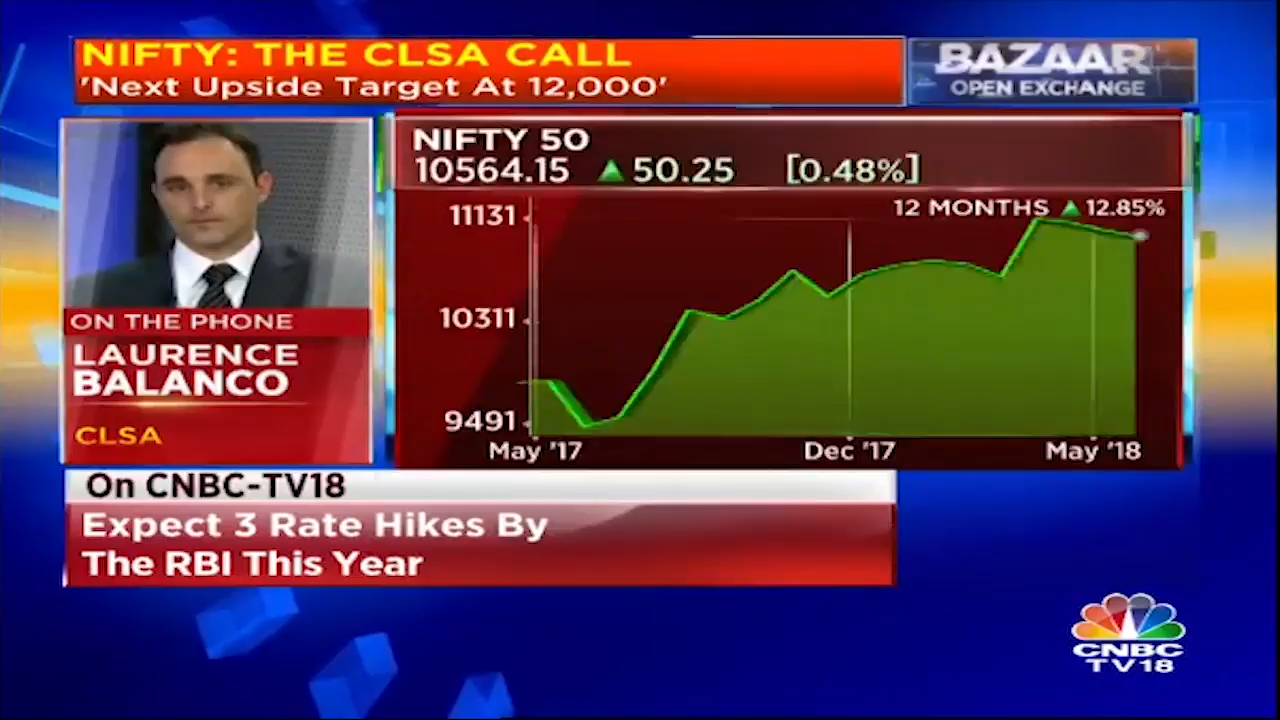 NIFTY: THE CLSA CALL
'Next Upside Target At 12,000'
BAZAAR
OPEN EXCHANGE
NIFTY 50
10564.15 ▲ 50.25 [0.48%]
12 MONTHS ▲ 12.85%
11131
10311
9491
May '17 Dec '17 May '18
ON THE PHONE
LAURENCE
BALANCO
CLSA
On CNBC-TV18
Expect 3 Rate Hikes By
The RBI This Year
CNBC
TV18